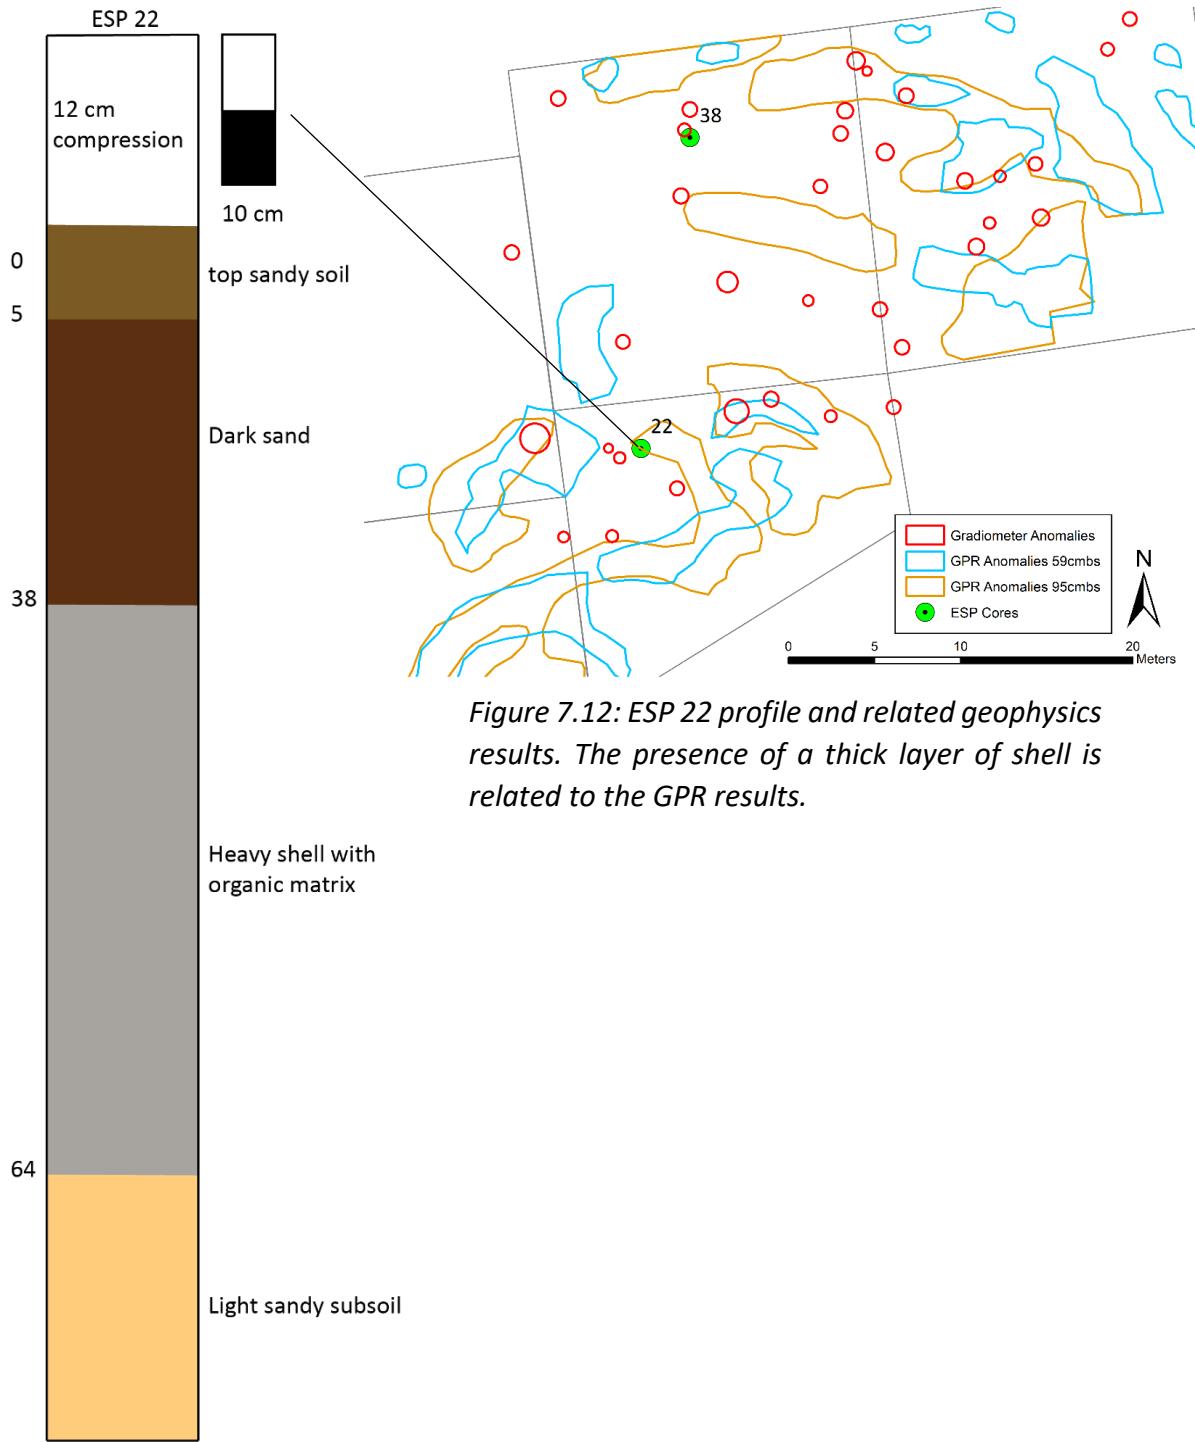 ESP 22
12 cm
compression
10 cm
0
top sandy soil
5
Dark sand
38
Heavy shell with
organic matrix
64
Light sandy subsoil
38
22
Gradiometer Anomalies
GPR Anomalies 59cmbs
GPR Anomalies 95cmbs
ESP Cores
N
0 5 10 20
Meters
Figure 7.12: ESP 22 profile and related geophysics
results. The presence of a thick layer of shell is
related to the GPR results.